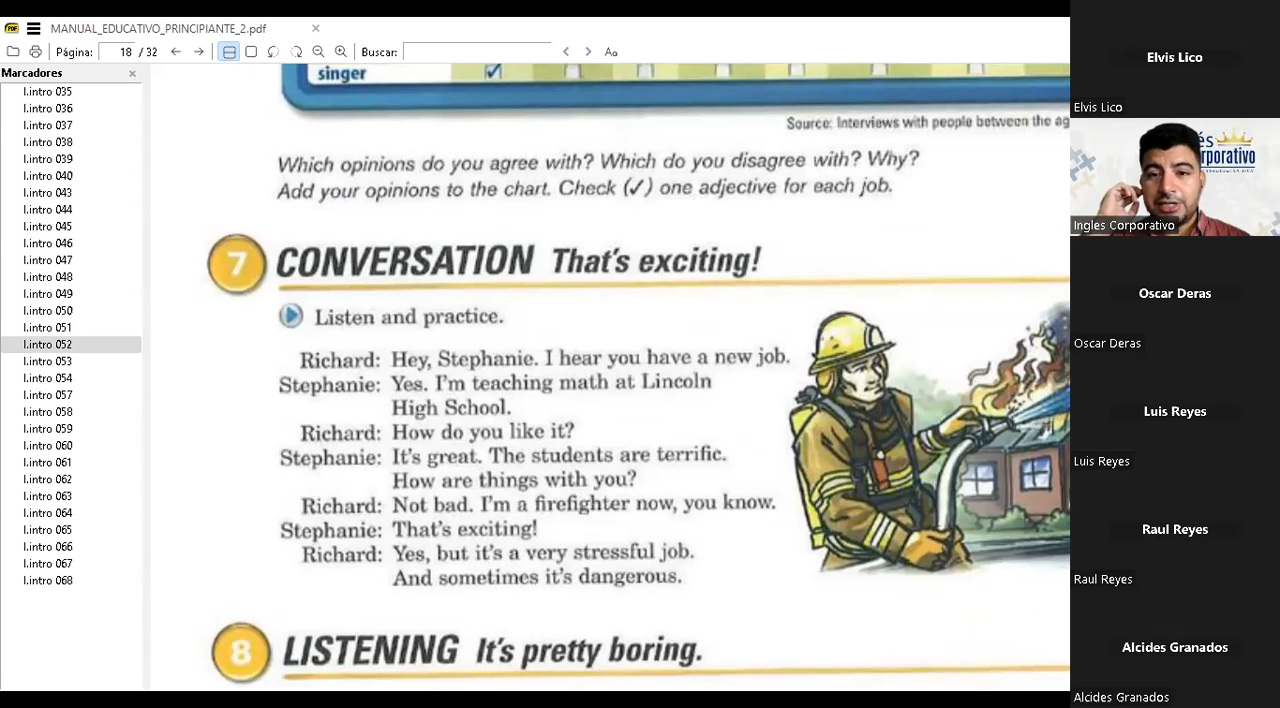 MANUAL_EDUCATIVO_PRINCIPIANTE_2.pdf
Página: 18 / 32 Buscar: Aa
Marcadores
I.intro 035
I.intro 036
I.intro 037
I.intro 038
I.intro 039
I.intro 040
I.intro 043
I.intro 044
I.intro 045
I.intro 046
I.intro 047
I.intro 048
I.intro 049
I.intro 050
I.intro 051
I.intro 052
I.intro 053
I.intro 054
I.intro 057
I.intro 058
I.intro 059
I.intro 060
I.intro 061
I.intro 062
I.intro 063
I.intro 064
I.intro 065
I.intro 066
I.intro 067
I.intro 068
singer
Source: Interviews with people between the ag
Which opinions do you agree with? Which do you disagree with? Why?
Add your opinions to the chart. Check (✓) one adjective for each job.
7 CONVERSATION That's exciting!
Listen and practice.
Richard: Hey, Stephanie. I hear you have a new job.
Stephanie: Yes. I'm teaching math at Lincoln
High School.
Richard: How do you like it?
Stephanie: It's great. The students are terrific.
How are things with you?
Richard: Not bad. I'm a firefighter now, you know.
Stephanie: That's exciting!
Richard: Yes, but it's a very stressful job.
And sometimes it's dangerous.
8 LISTENING It's pretty boring.
Elvis Lico
Elvis Lico
és
rporativo
Ingles Corporativo
Oscar Deras
Oscar Deras
Luis Reyes
Luis Reyes
Raul Reyes
Raul Reyes
Alcides Granados
Alcides Granados